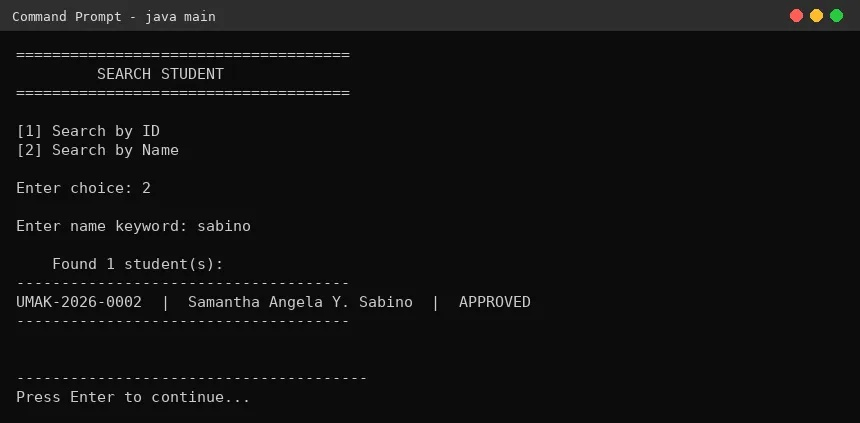 Command Prompt - java main
=====================================
         SEARCH STUDENT
=====================================
[1] Search by ID
[2] Search by Name
Enter choice: 2
Enter name keyword: sabino
    Found 1 student(s):
-------------------------------------
UMAK-2026-0002  |  Samantha Angela Y. Sabino  |  APPROVED
-------------------------------------
---------------------------------------
Press Enter to continue...